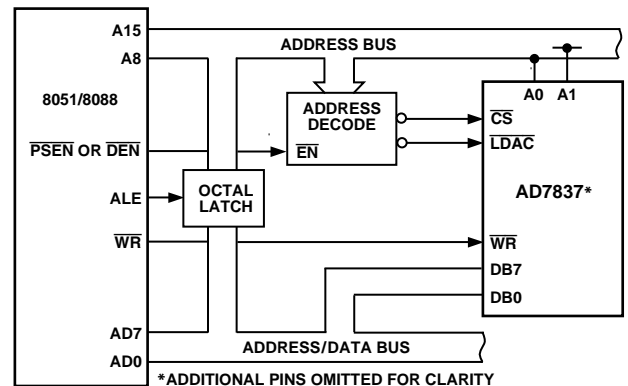 A15
ADDRESS BUS
A8
A0 A1
8051/8088
ADDRESS
DECODE
CS
PSEN OR DEN
EN
LDAC
ALE
OCTAL
LATCH
AD7837*
WR
WR
DB7
DB0
AD7
ADDRESS/DATA BUS
AD0
*ADDITIONAL PINS OMITTED FOR CLARITY